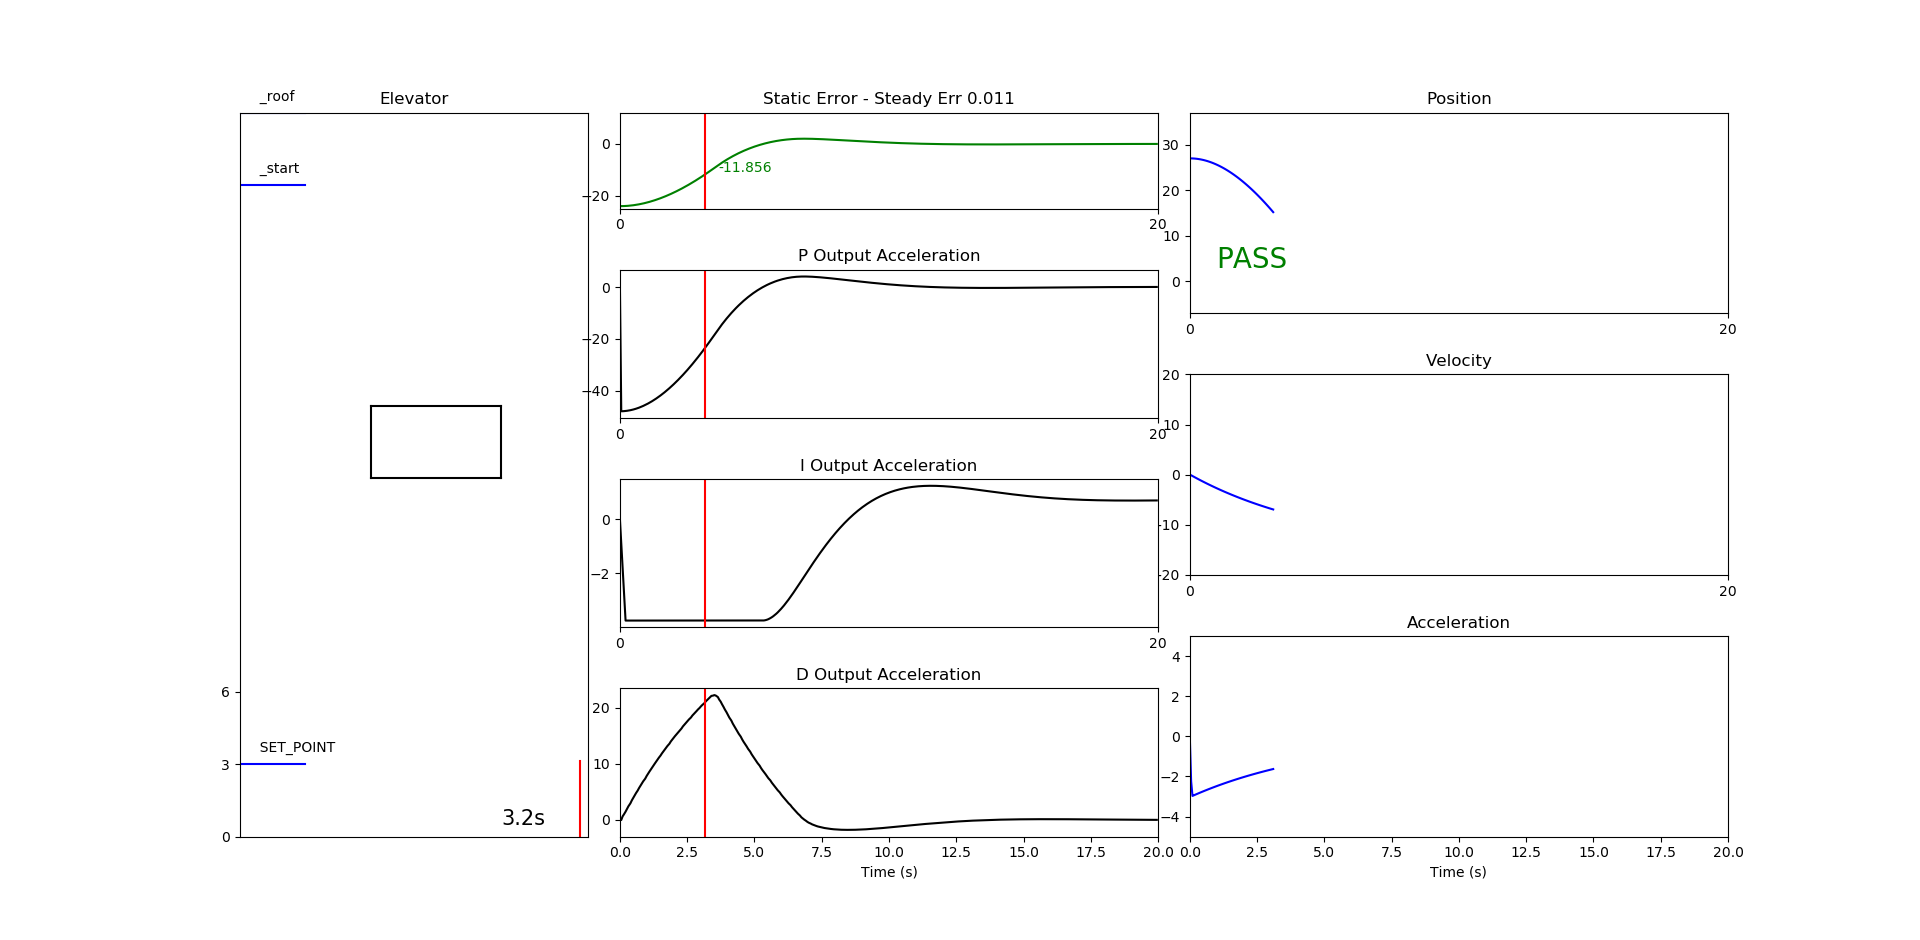 _roof
Elevator
_start
6
SET_POINT
3
3.2s
0
Static Error - Steady Err 0.011
0
-11.856
−20
0
20
P Output Acceleration
0
−20
−40
0
20
I Output Acceleration
0
−2
0
20
D Output Acceleration
20
10
0
0.0 2.5 5.0 7.5 10.0 12.5 15.0 17.5 20.0
Time (s)
Position
30
20
10
PASS
0
0
20
Velocity
20
10
0
−10
−20
0
20
Acceleration
4
2
0
−2
−4
0.0 2.5 5.0 7.5 10.0 12.5 15.0 17.5 20.0
Time (s)